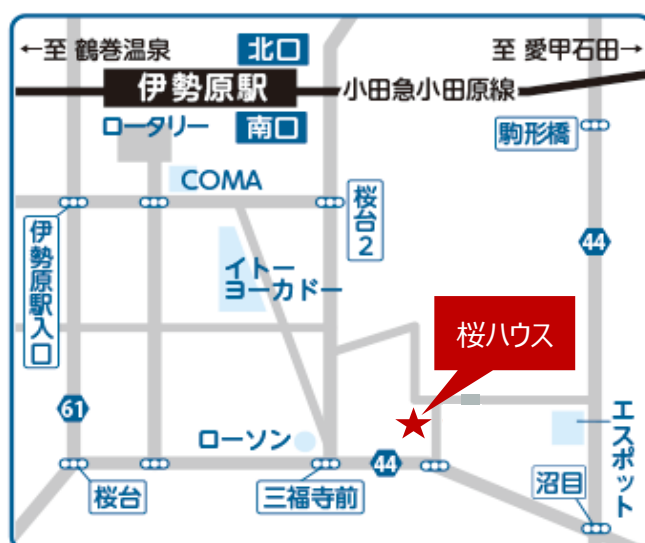 ←至 鶴巻温泉
北口
至 愛甲石田→
伊勢原駅
小田急小田原線
ロータリー
南口
駒形橋
COMA
桜台2
伊勢原駅入口
44
イトー
ヨーカドー
桜ハウス
61
エスポット
ローソン
44
桜台
三福寺前
沼目